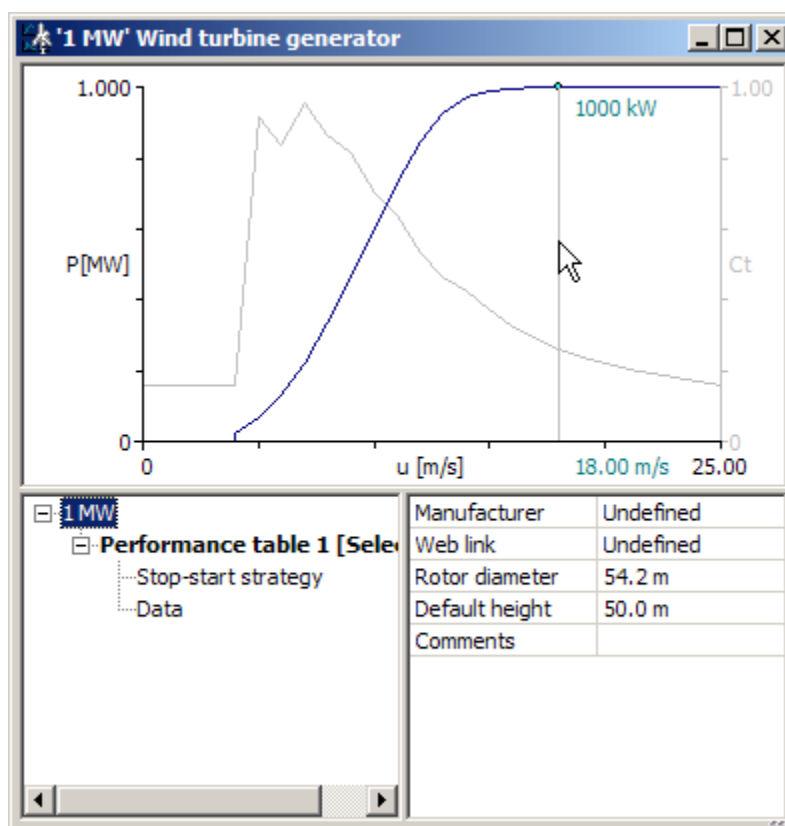 '1 MW' Wind turbine generator
1.000
1.00
1000 kW
P[MW]
Ct
0
0
0
u [m/s]
18.00 m/s
25.00
1 MW
Performance table 1 [Sele
Stop-start strategy
Data
Manufacturer Undefined
Web link Undefined
Rotor diameter 54.2 m
Default height 50.0 m
Comments